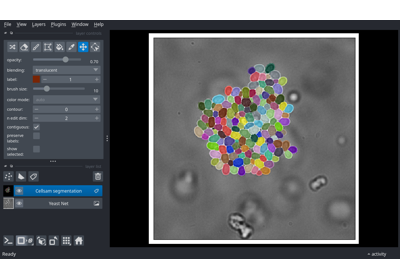 File View Layers Plugins Window Help
opacity: 0.70
blending: translucent
label: 1
brush size: 10
color mode:
contour: 0
n edit dim: 2
contiguous:
preserve labels:
show selected:
Cellsam segmentation
Yeast Net
Ready
activity